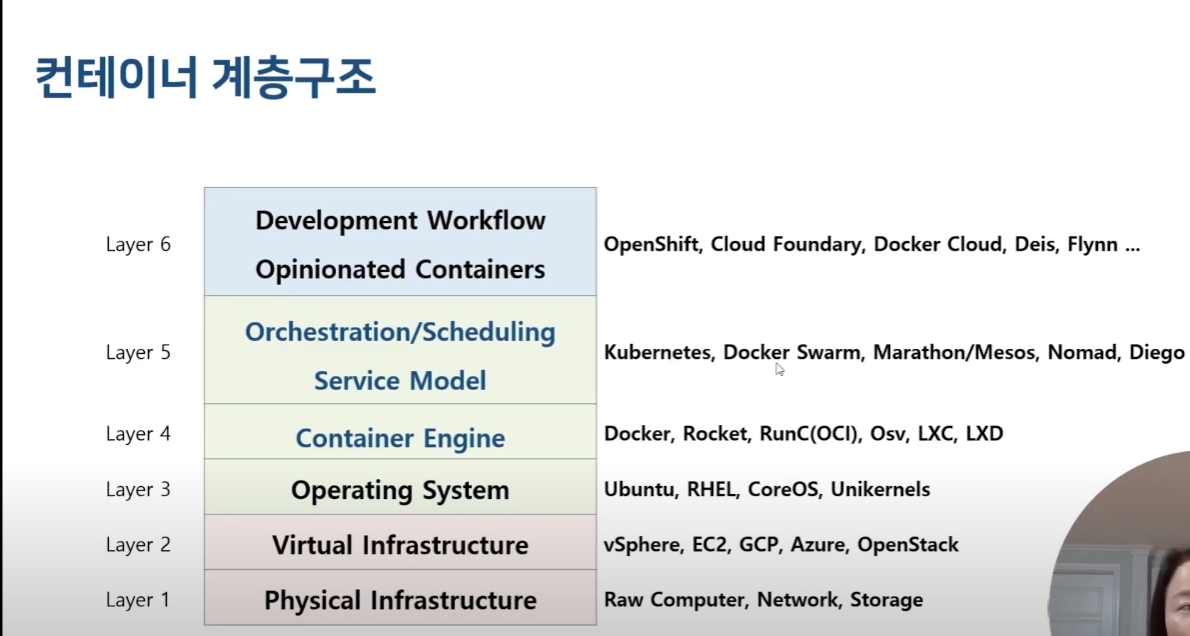 컨테이너 계층구조
Layer 6
Development Workflow
Opinionated Containers
OpenShift, Cloud Foundary, Docker Cloud, Deis, Flynn ...
Layer 5
Orchestration/Scheduling
Service Model
Kubernetes, Docker Swarm, Marathon/Mesos, Nomad, Diego
Layer 4
Container Engine
Docker, Rocket, RunC(OCI), Osv, LXC, LXD
Layer 3
Operating System
Ubuntu, RHEL, CoreOS, Unikernels
Layer 2
Virtual Infrastructure
vSphere, EC2, GCP, Azure, OpenStack
Layer 1
Physical Infrastructure
Raw Computer, Network, Storage